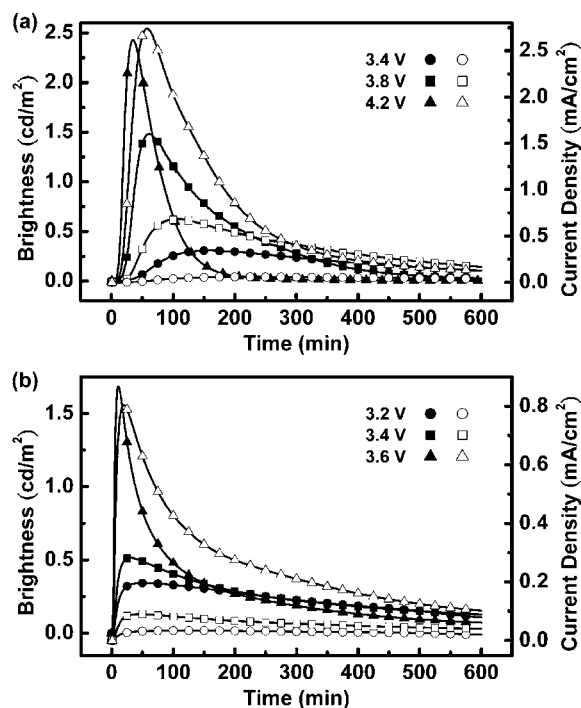 (a)
3.4 V
3.8 V
4.2 V
Brightness (cd/m²)
2.5
2.0
1.5
1.0
0.5
0.0
Current Density (mA/cm²)
2.5
2.0
1.5
1.0
0.5
0.0
0 100 200 300 400 500 600
Time (min)
(b)
3.2 V
3.4 V
3.6 V
Brightness (cd/m²)
1.5
1.0
0.5
0.0
Current Density (mA/cm²)
0.8
0.6
0.4
0.2
0.0
0 100 200 300 400 500 600
Time (min)